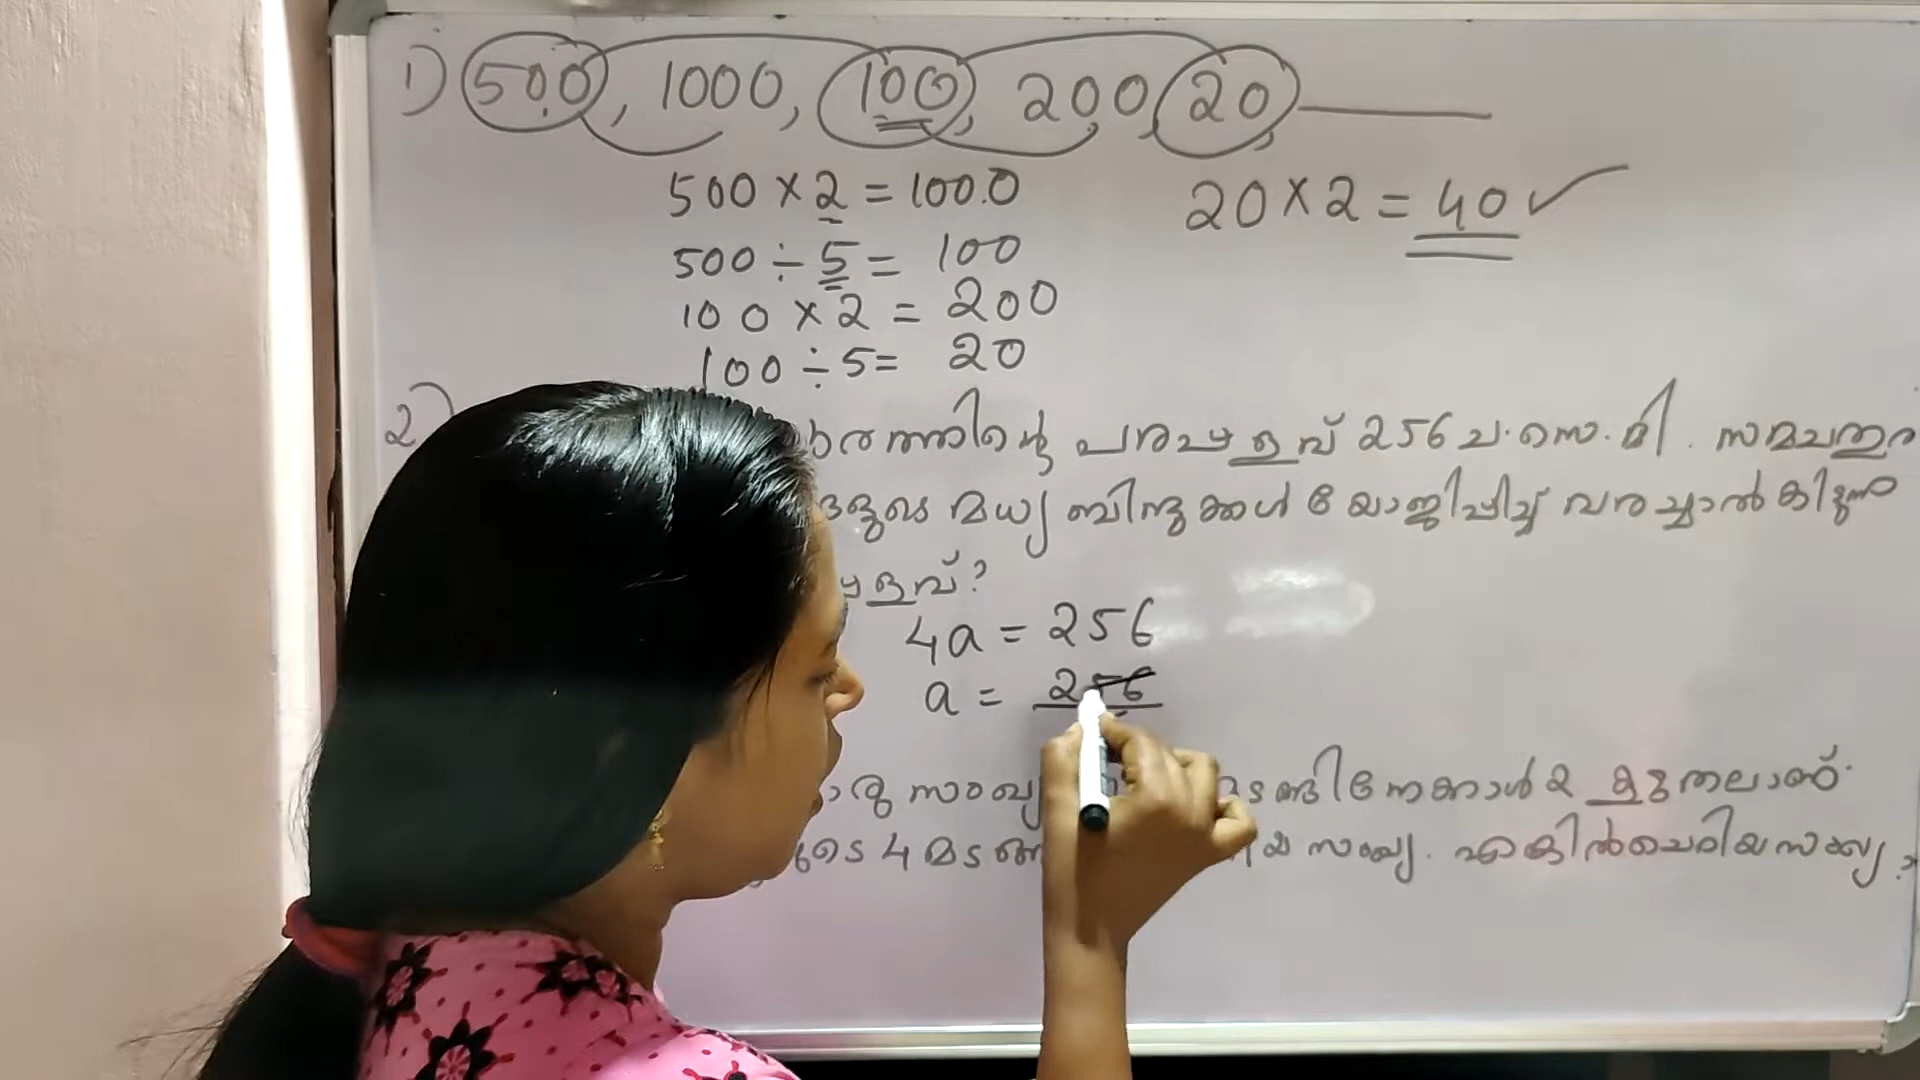 1) 500, 1000, 100, 200, 20,
500 × 2 = 1000
20 × 2 = 40 ✓
500 ÷ 5 = 100
100 × 2 = 200
100 ÷ 5 = 20
2) രത്തിന്റെ പരപ്പളവ് 256 ച.സെ.മീ. സമചതുര
ങളുടെ മധ്യ ബിന്ദുക്കൾ യോജിപ്പിച്ച് വരച്ചാൽ കിട്ടുന്ന
ളവ്?
4a = 256
a = 256
രു സംഖ്യ ടങ്ങിനേക്കാൾ 2 കൂടുതലാണ്.
ടെ 4 മടങ്ങ യ സംഖ്യ. എങ്കിൽ ചെറിയ സംഖ്യ?